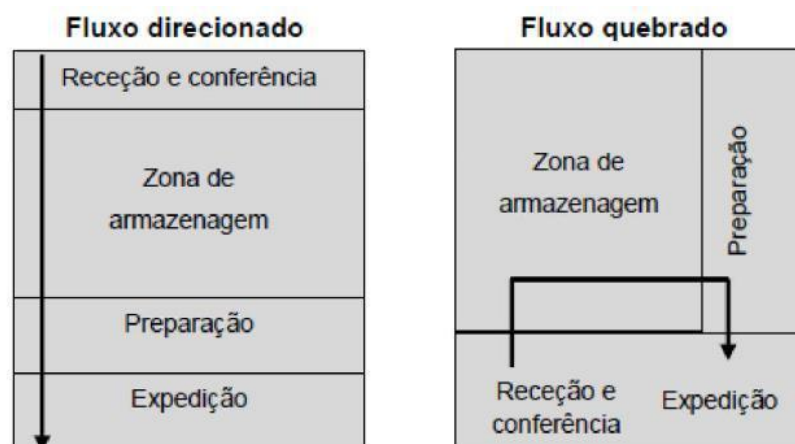 Fluxo direcionado
Receção e conferência
Zona de
armazenagem
Preparação
Expedição
Fluxo quebrado
Zona de
armazenagem
Preparação
Receção e
conferência
Expedição